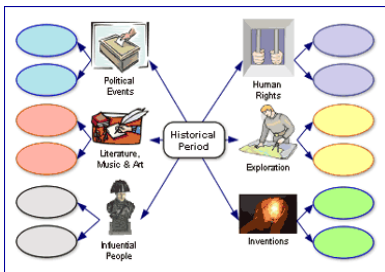 Political
Events
Human
Rights
Historical
Period
Literature,
Music & Art
Exploration
Influential
People
Inventions